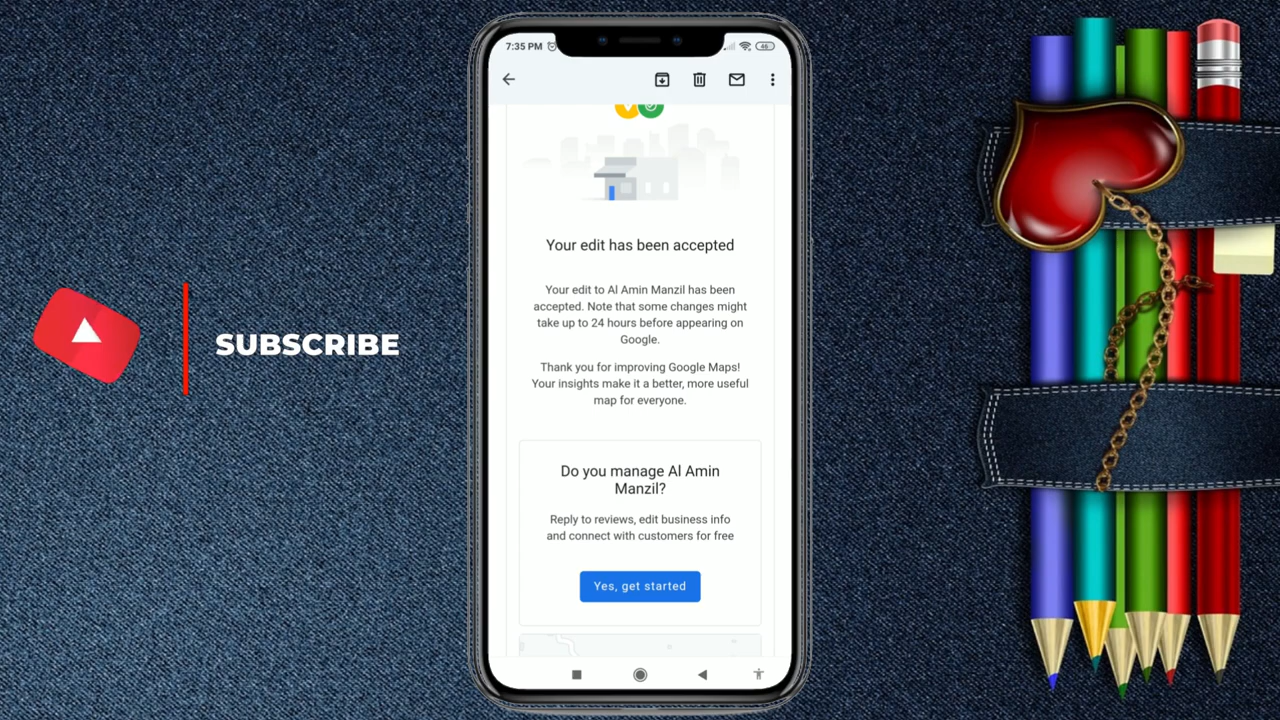 7:35 PM
46
Your edit has been accepted
Your edit to Al Amin Manzil has been
accepted. Note that some changes might
take up to 24 hours before appearing on
Google.
Thank you for improving Google Maps!
Your insights make it a better, more useful
map for everyone.
SUBSCRIBE
Do you manage Al Amin
Manzil?
Reply to reviews, edit business info
and connect with customers for free
Yes, get started